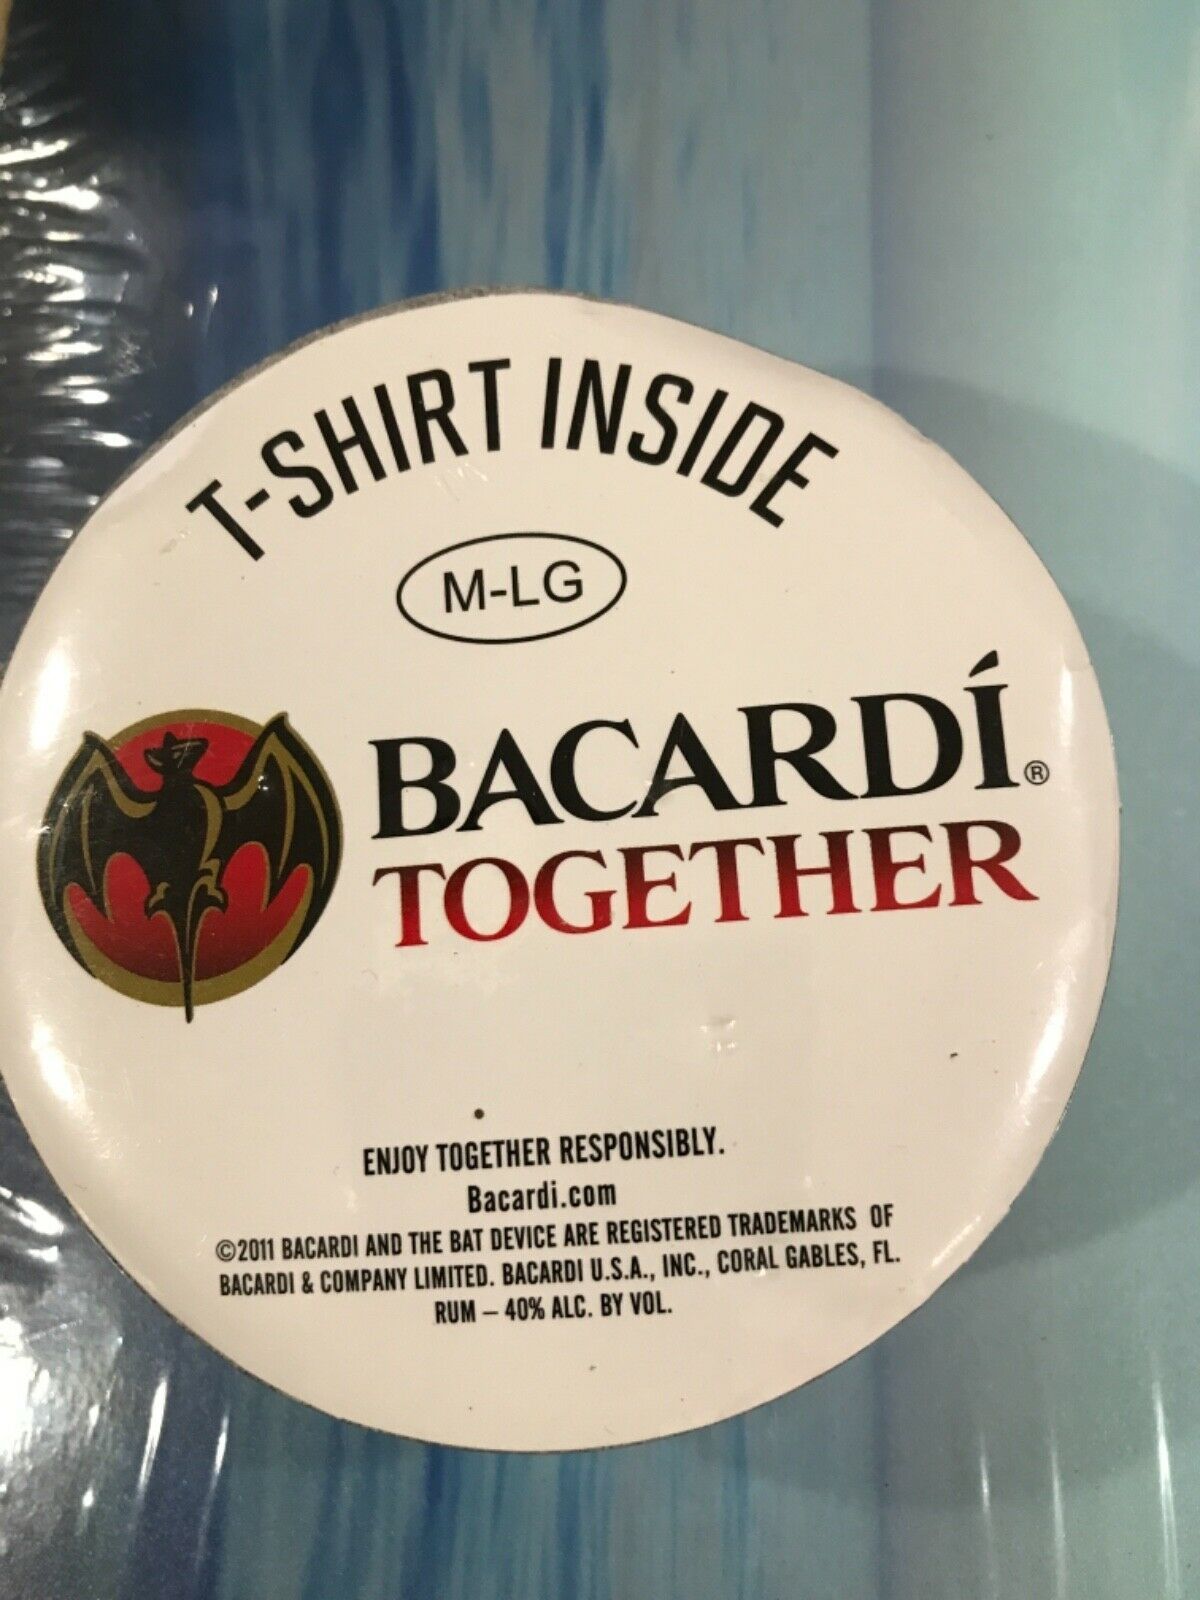 T-SHIRT INSIDE
M-LG
BACARDÍ®
TOGETHER
ENJOY TOGETHER RESPONSIBLY.
Bacardi.com
©2011 BACARDI AND THE BAT DEVICE ARE REGISTERED TRADEMARKS OF
BACARDI & COMPANY LIMITED. BACARDI U.S.A., INC., CORAL GABLES, FL.
RUM – 40% ALC. BY VOL.